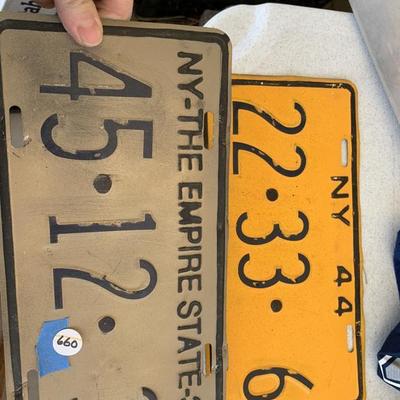 NY-THE EMPIRE STATE-
45·12·
660
NY 44
22·33·6